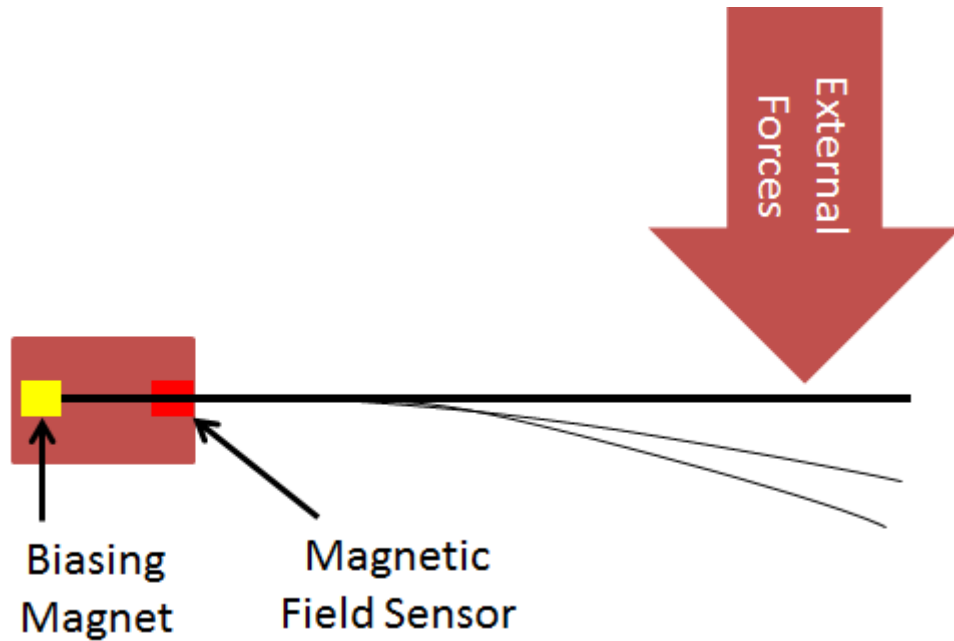 External
Forces
Biasing
Magnet
Magnetic
Field Sensor